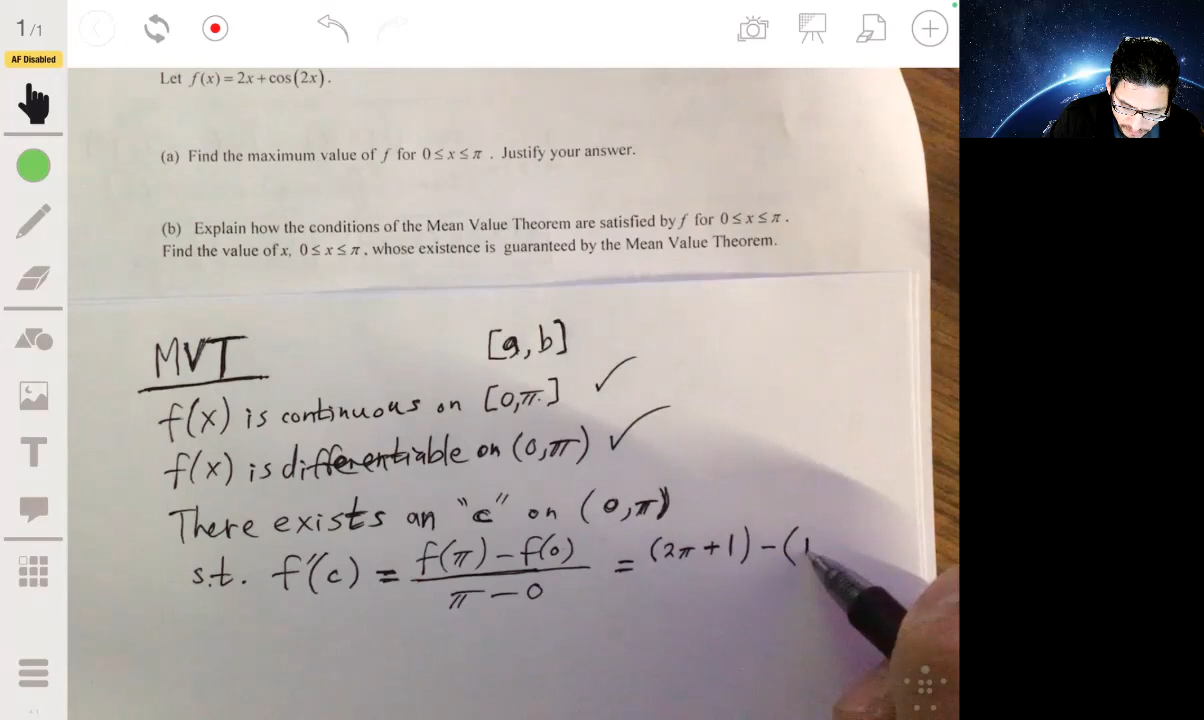 1/1
AF Disabled
Let f(x)=2x+cos(2x).
(a) Find the maximum value of f for 0≤x≤π . Justify your answer.
(b) Explain how the conditions of the Mean Value Theorem are satisfied by f for 0≤x≤π .
Find the value of x, 0≤x≤π, whose existence is guaranteed by the Mean Value Theorem.
MVT [a,b]
f(x) is continuous on [0,π] ✓
f(x) is differentiable on (0,π) ✓
There exists an "c" on (0,π)
s.t. f'(c) = f(π)-f(0) / π-0 = (2π+1)-(1
T